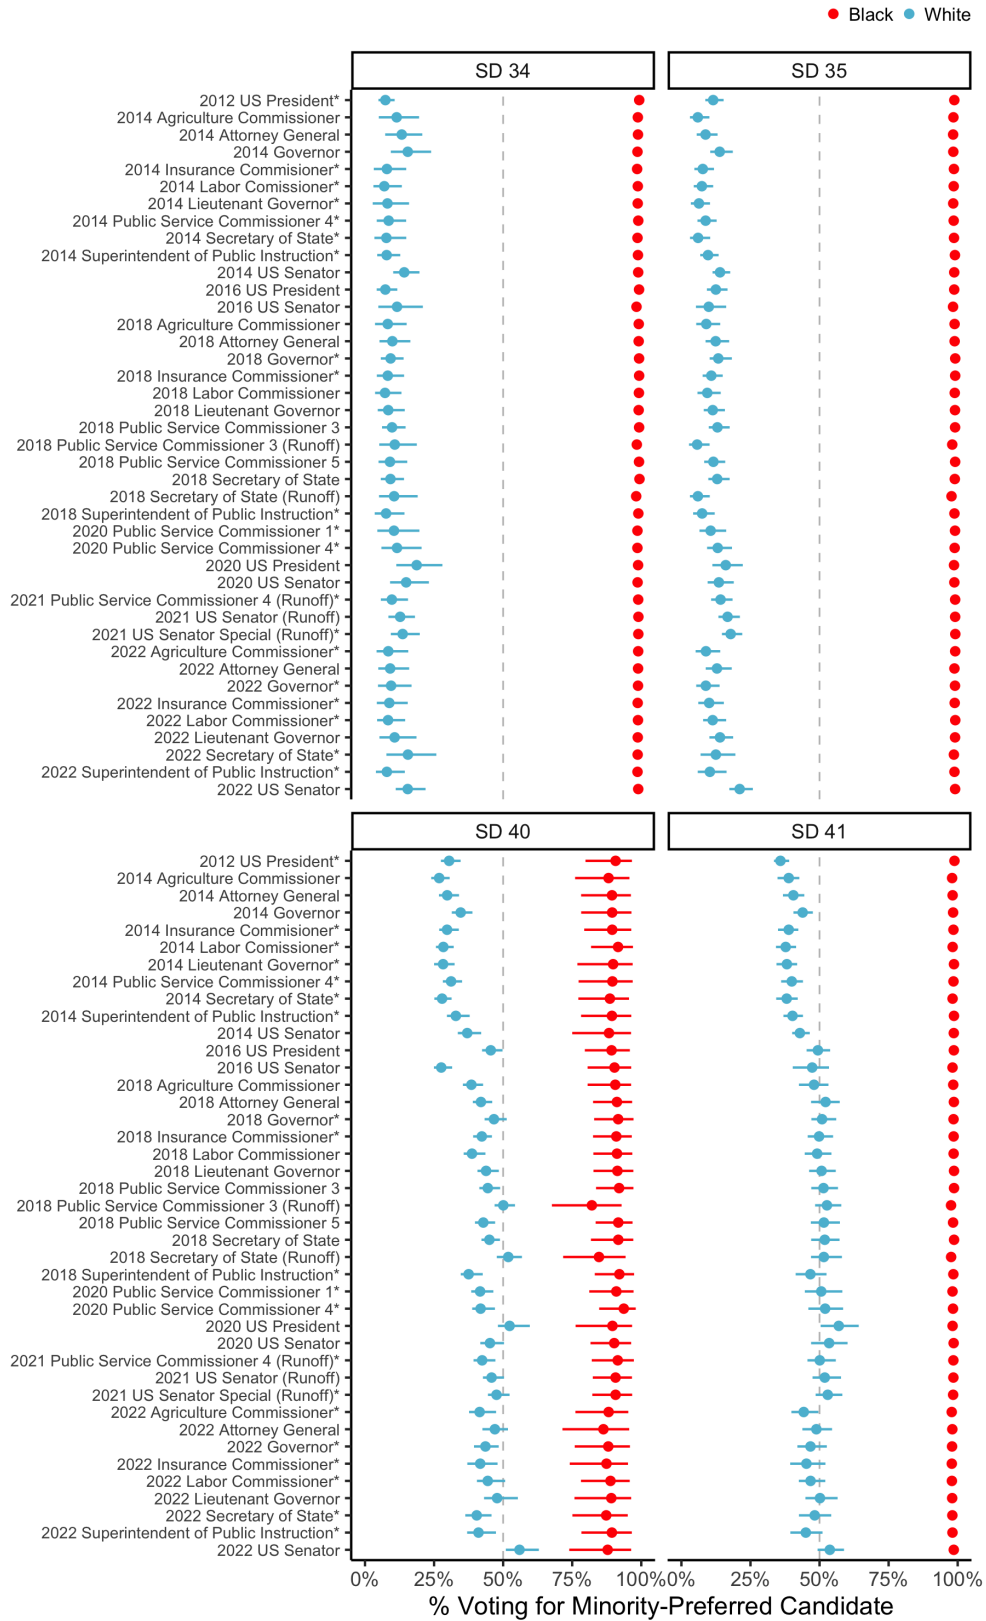 Black White
SD 34 SD 35
2012 US President*
2014 Agriculture Commissioner
2014 Attorney General
2014 Governor
2014 Insurance Commisioner*
2014 Labor Comissioner*
2014 Lieutenant Governor*
2014 Public Service Commissioner 4*
2014 Secretary of State*
2014 Superintendent of Public Instruction*
2014 US Senator
2016 US President
2016 US Senator
2018 Agriculture Commissioner
2018 Attorney General
2018 Governor*
2018 Insurance Commissioner*
2018 Labor Commissioner
2018 Lieutenant Governor
2018 Public Service Commissioner 3
2018 Public Service Commissioner 3 (Runoff)
2018 Public Service Commissioner 5
2018 Secretary of State
2018 Secretary of State (Runoff)
2018 Superintendent of Public Instruction*
2020 Public Service Commissioner 1*
2020 Public Service Commissioner 4*
2020 US President
2020 US Senator
2021 Public Service Commissioner 4 (Runoff)*
2021 US Senator (Runoff)
2021 US Senator Special (Runoff)*
2022 Agriculture Commissioner*
2022 Attorney General
2022 Governor*
2022 Insurance Commissioner*
2022 Labor Commissioner*
2022 Lieutenant Governor
2022 Secretary of State*
2022 Superintendent of Public Instruction*
2022 US Senator
SD 40 SD 41
2012 US President*
2014 Agriculture Commissioner
2014 Attorney General
2014 Governor
2014 Insurance Commisioner*
2014 Labor Comissioner*
2014 Lieutenant Governor*
2014 Public Service Commissioner 4*
2014 Secretary of State*
2014 Superintendent of Public Instruction*
2014 US Senator
2016 US President
2016 US Senator
2018 Agriculture Commissioner
2018 Attorney General
2018 Governor*
2018 Insurance Commissioner*
2018 Labor Commissioner
2018 Lieutenant Governor
2018 Public Service Commissioner 3
2018 Public Service Commissioner 3 (Runoff)
2018 Public Service Commissioner 5
2018 Secretary of State
2018 Secretary of State (Runoff)
2018 Superintendent of Public Instruction*
2020 Public Service Commissioner 1*
2020 Public Service Commissioner 4*
2020 US President
2020 US Senator
2021 Public Service Commissioner 4 (Runoff)*
2021 US Senator (Runoff)
2021 US Senator Special (Runoff)*
2022 Agriculture Commissioner*
2022 Attorney General
2022 Governor*
2022 Insurance Commissioner*
2022 Labor Commissioner*
2022 Lieutenant Governor
2022 Secretary of State*
2022 Superintendent of Public Instruction*
2022 US Senator
0% 25% 50% 75% 100% 0% 25% 50% 75% 100%
% Voting for Minority-Preferred Candidate